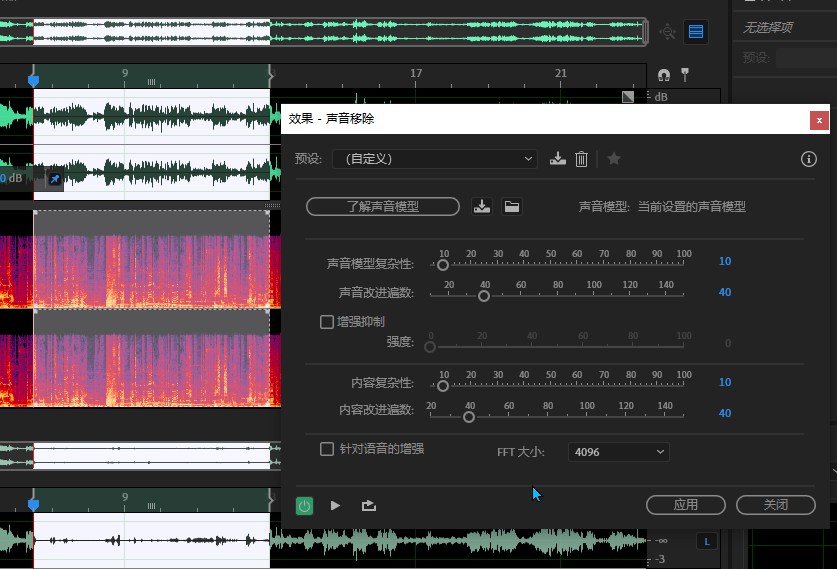 无选择项
预设:
9 17 21
dB
效果 - 声音移除
x
预设: (自定义)
0 dB
了解声音模型 声音模型: 当前设置的声音模型
10 20 30 40 50 60 70 80 90 100
声音模型复杂性: 10
20 40 60 80 100 120 140
声音改进遍数: 40
增强抑制
0 20 40 60 80 100
强度: 0
10 20 30 40 50 60 70 80 90 100
内容复杂性: 10
20 40 60 80 100 120 140
内容改进遍数: 40
针对语音的增强 FFT 大小: 4096
9
应用 关闭
-∞ L
-3